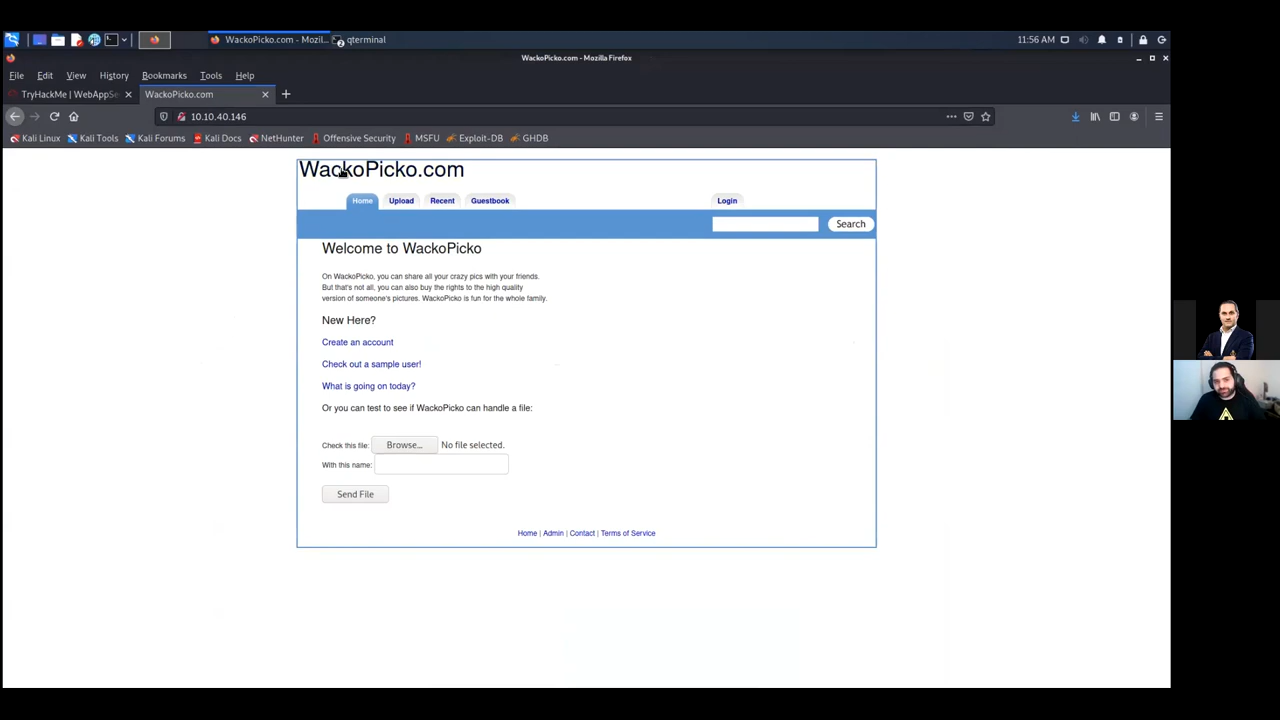 WackoPicko.com - Mozil...
2
qterminal
11:56 AM
WackoPicko.com - Mozilla Firefox
File Edit View History Bookmarks Tools Help
TryHackMe | WebAppSe
WackoPicko.com
10.10.40.146
Kali Linux Kali Tools Kali Forums Kali Docs NetHunter Offensive Security MSFU Exploit-DB GHDB
WackoPicko.com
Home Upload Recent Guestbook Login
Search
Welcome to WackoPicko
On WackoPicko, you can share all your crazy pics with your friends.
But that's not all, you can also buy the rights to the high quality
version of someone's pictures. WackoPicko is fun for the whole family.
New Here?
Create an account
Check out a sample user!
What is going on today?
Or you can test to see if WackoPicko can handle a file:
Check this file: Browse... No file selected.
With this name:
Send File
Home | Admin | Contact | Terms of Service